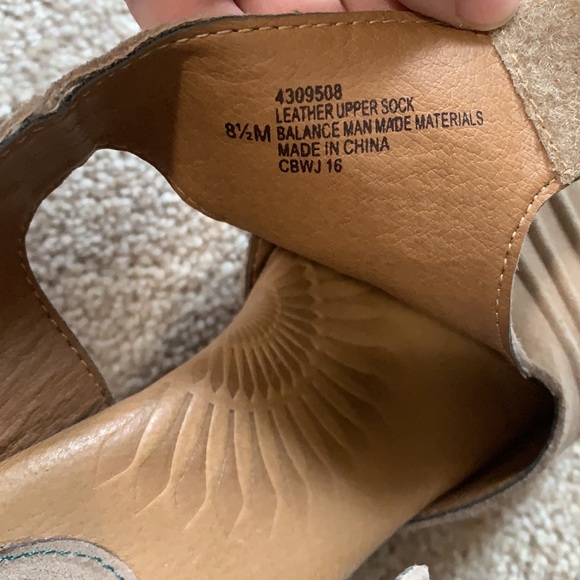 4309508
LEATHER UPPER SOCK
8½M BALANCE MAN MADE MATERIALS
MADE IN CHINA
CBWJ 16